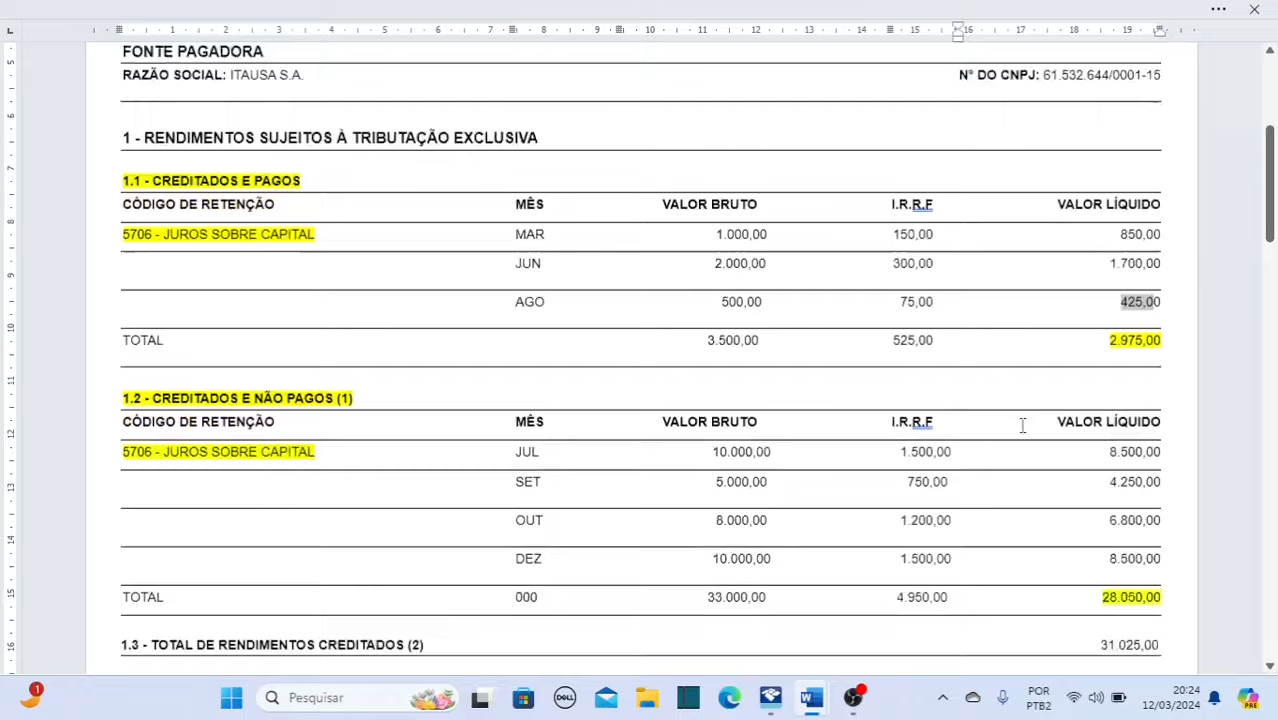 FONTE PAGADORA
RAZÃO SOCIAL: ITAUSA S.A. N° DO CNPJ: 61.532.644/0001-15
1 - RENDIMENTOS SUJEITOS À TRIBUTAÇÃO EXCLUSIVA
1.1 - CREDITADOS E PAGOS
CÓDIGO DE RETENÇÃO MÊS VALOR BRUTO I.R.R.F VALOR LÍQUIDO
5706 - JUROS SOBRE CAPITAL MAR 1.000,00 150,00 850,00
JUN 2.000,00 300,00 1.700,00
AGO 500,00 75,00 425,00
TOTAL 3.500,00 525,00 2.975,00
1.2 - CREDITADOS E NÃO PAGOS (1)
CÓDIGO DE RETENÇÃO MÊS VALOR BRUTO I.R.R.F VALOR LÍQUIDO
5706 - JUROS SOBRE CAPITAL JUL 10.000,00 1.500,00 8.500,00
SET 5.000,00 750,00 4.250,00
OUT 8.000,00 1.200,00 6.800,00
DEZ 10.000,00 1.500,00 8.500,00
TOTAL 000 33.000,00 4.950,00 28.050,00
1.3 - TOTAL DE RENDIMENTOS CREDITADOS (2) 31.025,00
1 Pesquisar DELL W POR 20:24
PTB2 12/03/2024 PRE